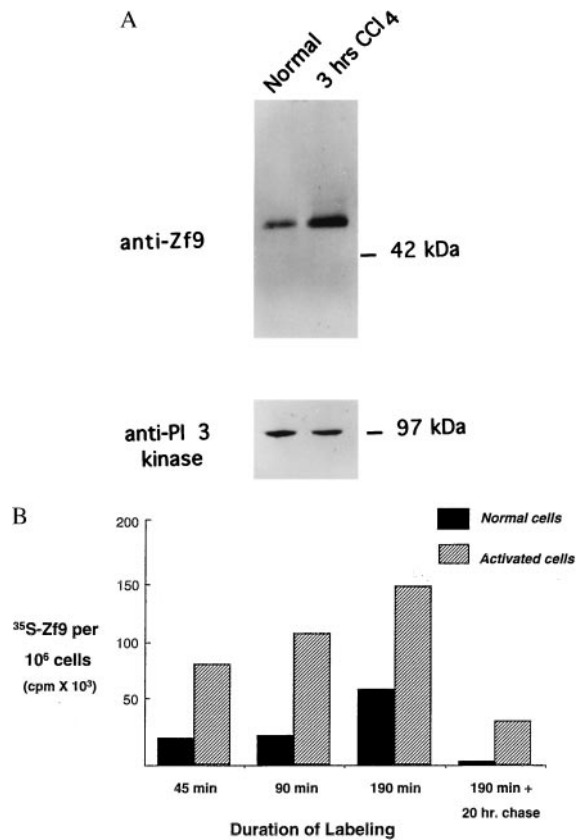 A
Normal
3 hrs CCl 4
anti-Zf9
42 kDa
anti-PI 3
kinase
97 kDa
B
200
150
100
50
Normal cells
Activated cells
³⁵S-Zf9 per
10⁶ cells
(cpm X 10³)
45 min
90 min
190 min
190 min +
20 hr. chase
Duration of Labeling